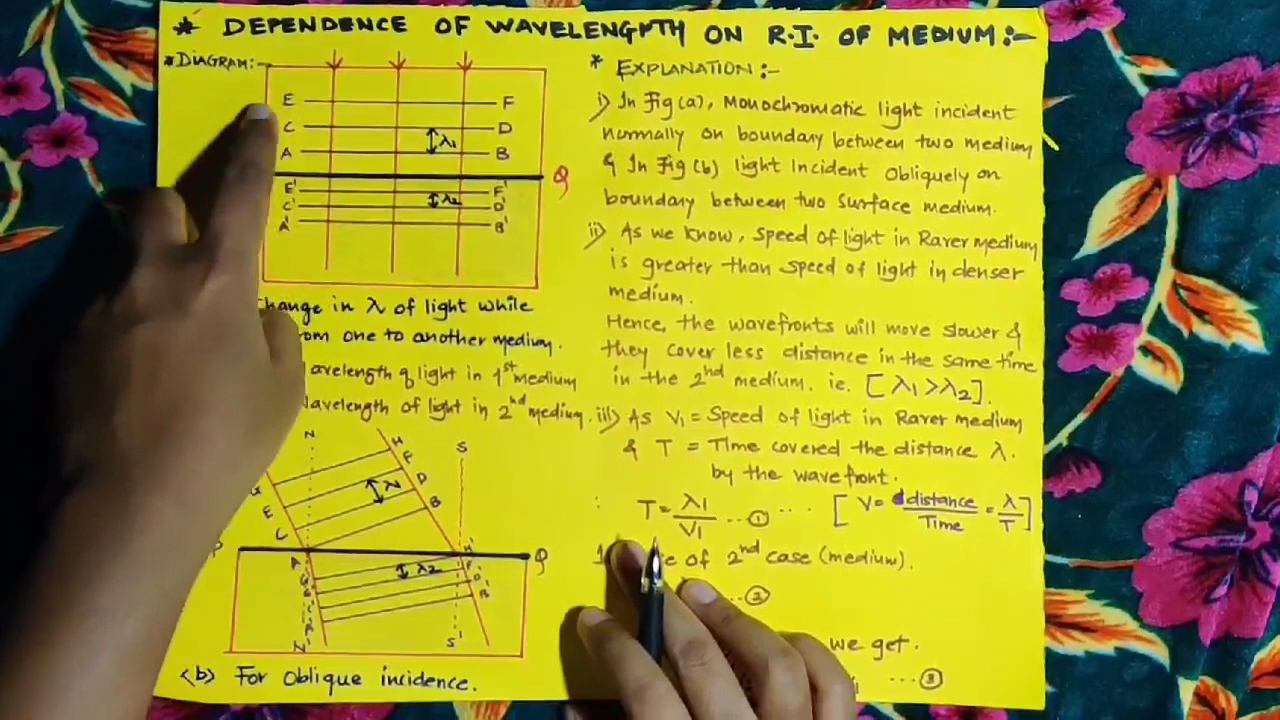 * DEPENDENCE OF WAVELENGPTH ON R.I. OF MEDIUM:-
* DIAGRAM:-
E F
C D
λ1
A B
Q
E' F'
C' λ2 D'
A' B'
Change in λ of light while
from one to another medium.
avelength of light in 1st medium
Wavelength of light in 2nd medium.
N H S
F
G D
λ1
E B
C
P Q
A H'
λ2 F'
G' D'
E' B'
C'
A'
N' S'
(b) For Oblique incidence.
* EXPLANATION:-
i) In Fig(a), Monochromatic light incident
normally on boundary between two medium
& In Fig(b) light Incident Obliquely on
boundary between two Surface medium.
ii) As we know, Speed of light in Rarer medium
is greater than speed of light in denser
medium.
Hence, the wavefronts will move slower &
they cover less distance in the same time
in the 2nd medium. ie. [λ1>λ2].
iii) As V1 = Speed of light in Rarer medium
& T = Time covered the distance λ.
by the wavefront.
T = λ1/V1 ...① .... [V = distance/Time = λ/T]
of 2nd case (medium).
...②
we get.
...③